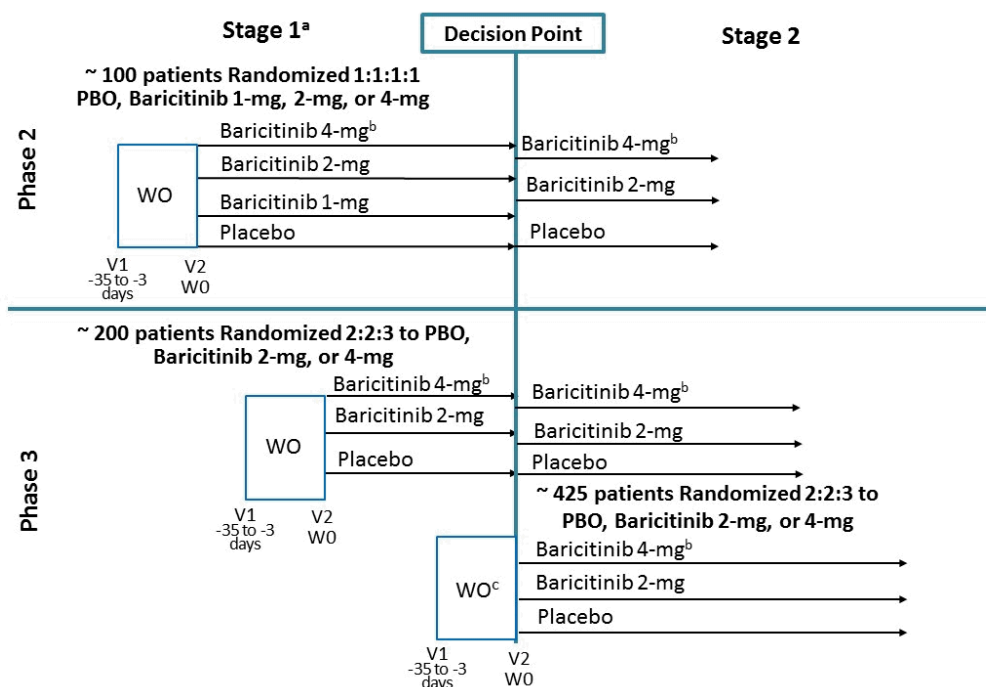 Stage 1ᵃ
Decision Point
Stage 2
Phase 2
~ 100 patients Randomized 1:1:1:1
PBO, Baricitinib 1-mg, 2-mg, or 4-mg
WO
Baricitinib 4-mgᵇ
Baricitinib 2-mg
Baricitinib 1-mg
Placebo
Baricitinib 4-mgᵇ
Baricitinib 2-mg
Placebo
V1
-35 to -3
days
V2
W0
Phase 3
~ 200 patients Randomized 2:2:3 to PBO,
Baricitinib 2-mg, or 4-mg
WO
Baricitinib 4-mgᵇ
Baricitinib 2-mg
Placebo
Baricitinib 4-mgᵇ
Baricitinib 2-mg
Placebo
V1
-35 to -3
days
V2
W0
~ 425 patients Randomized 2:2:3 to
PBO, Baricitinib 2-mg, or 4-mg
WOᶜ
Baricitinib 4-mgᵇ
Baricitinib 2-mg
Placebo
V1
-35 to -3
days
V2
W0